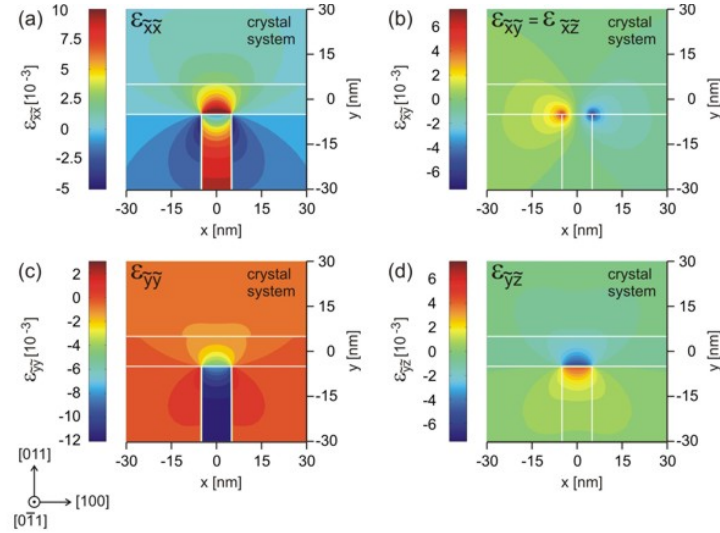 (a) ε_x̃x̃ crystal system
ε_x̃x̃ [10⁻³]
10
7.5
5
2.5
0
-2.5
-5
30
15
0
-15
-30
y [nm]
-30 -15 0 15 30
x [nm]
(b) ε_x̃ỹ = ε_x̃z̃ crystal system
ε_x̃ỹ [10⁻³]
6
4
2
0
-2
-4
-6
30
15
0
-15
-30
y [nm]
-30 -15 0 15 30
x [nm]
(c) ε_ỹỹ crystal system
ε_ỹỹ [10⁻³]
2
0
-2
-4
-6
-8
-10
-12
30
15
0
-15
-30
y [nm]
-30 -15 0 15 30
x [nm]
(d) ε_ỹz̃ crystal system
ε_ỹz̃ [10⁻³]
6
4
2
0
-2
-4
-6
30
15
0
-15
-30
y [nm]
-30 -15 0 15 30
x [nm]
[011]
[100]
[01̄1]